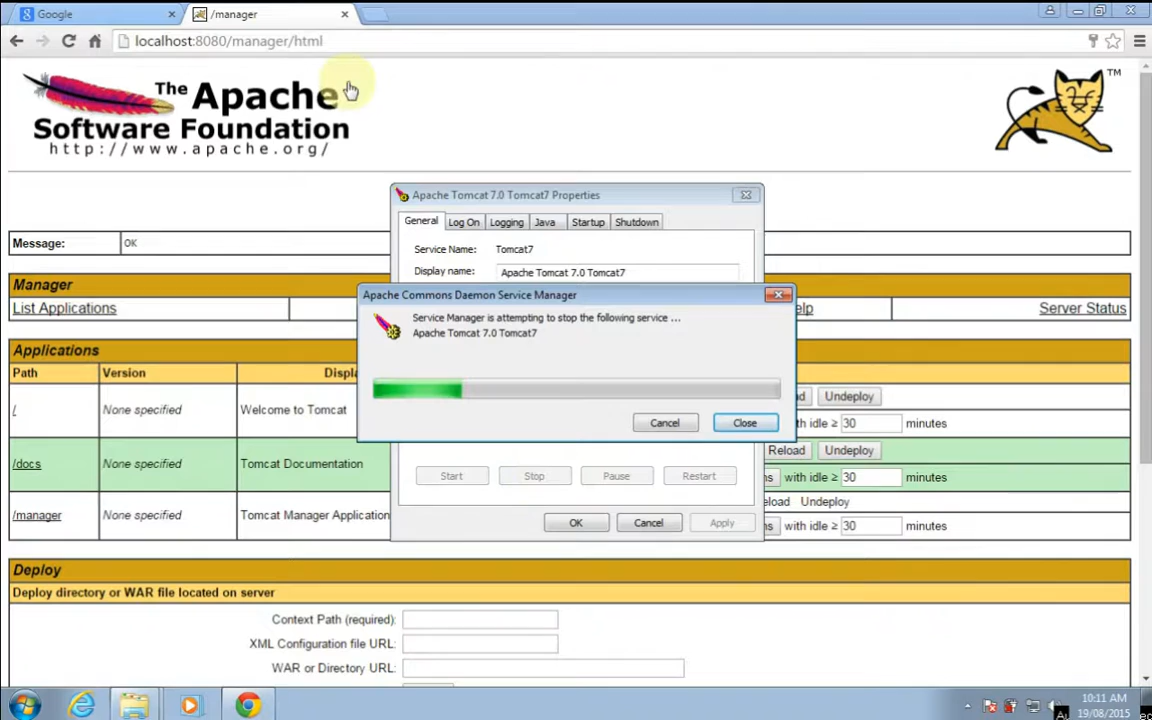 Google
/manager
localhost:8080/manager/html
The Apache
Software Foundation
http://www.apache.org/
TM
Message:
OK
Manager
List Applications
Server Status
Applications
Path
Version
/
None specified
Welcome to Tomcat
Undeploy
with idle ≥ 30 minutes
/docs
None specified
Tomcat Documentation
Reload
Undeploy
with idle ≥ 30 minutes
/manager
None specified
Tomcat Manager Application
Undeploy
with idle ≥ 30 minutes
Deploy
Deploy directory or WAR file located on server
Context Path (required):
XML Configuration file URL:
WAR or Directory URL:
Apache Tomcat 7.0 Tomcat7 Properties
General
Log On
Logging
Java
Startup
Shutdown
Service Name:
Tomcat7
Display name:
Apache Tomcat 7.0 Tomcat7
Apache Commons Daemon Service Manager
Service Manager is attempting to stop the following service ...
Apache Tomcat 7.0 Tomcat7
Cancel
Close
Start
Stop
Pause
Restart
OK
Cancel
Apply
10:11 AM
19/08/2015